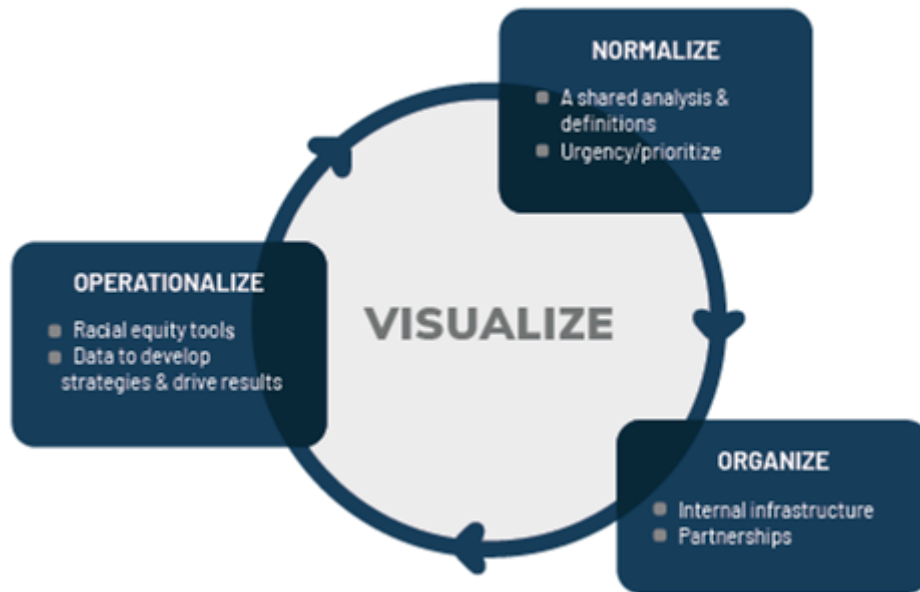 NORMALIZE
A shared analysis &
definitions
Urgency/prioritize
OPERATIONALIZE
Racial equity tools
Data to develop
strategies & drive results
VISUALIZE
ORGANIZE
Internal infrastructure
Partnerships